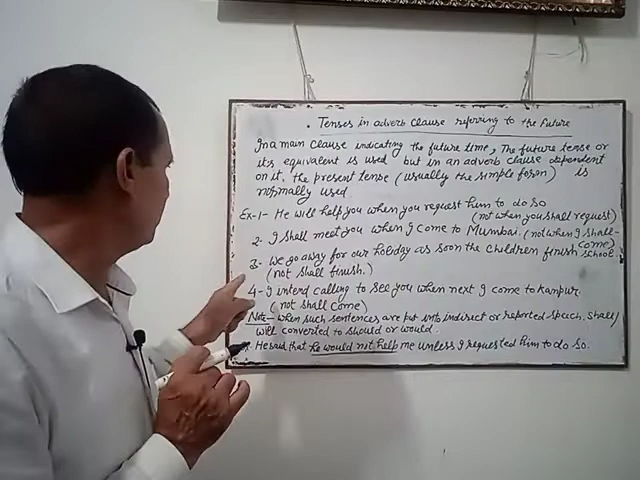 . Tenses in adverb clause referring to the Future
In a main clause indicating the future time, The future tense or
its equivalent is used but in an adverb clause dependent
on it, the present tense (usually the simple foson) is
normally used.
Ex-1- He will help you when you request him to do so
(not when you shall request)
2- I shall meet you when I come to Mumbai. (not when I shall-
come)
3- We go away for our holiday as soon the children finish school
(not shall finish.)
4- I intend calling to see you when next I come to Kanpur.
(not shall come)
Note- When such sentences are put into indirect or reported speech, shall/
will converted to should or would.
He said that he would not help me unless I requested him to do so.